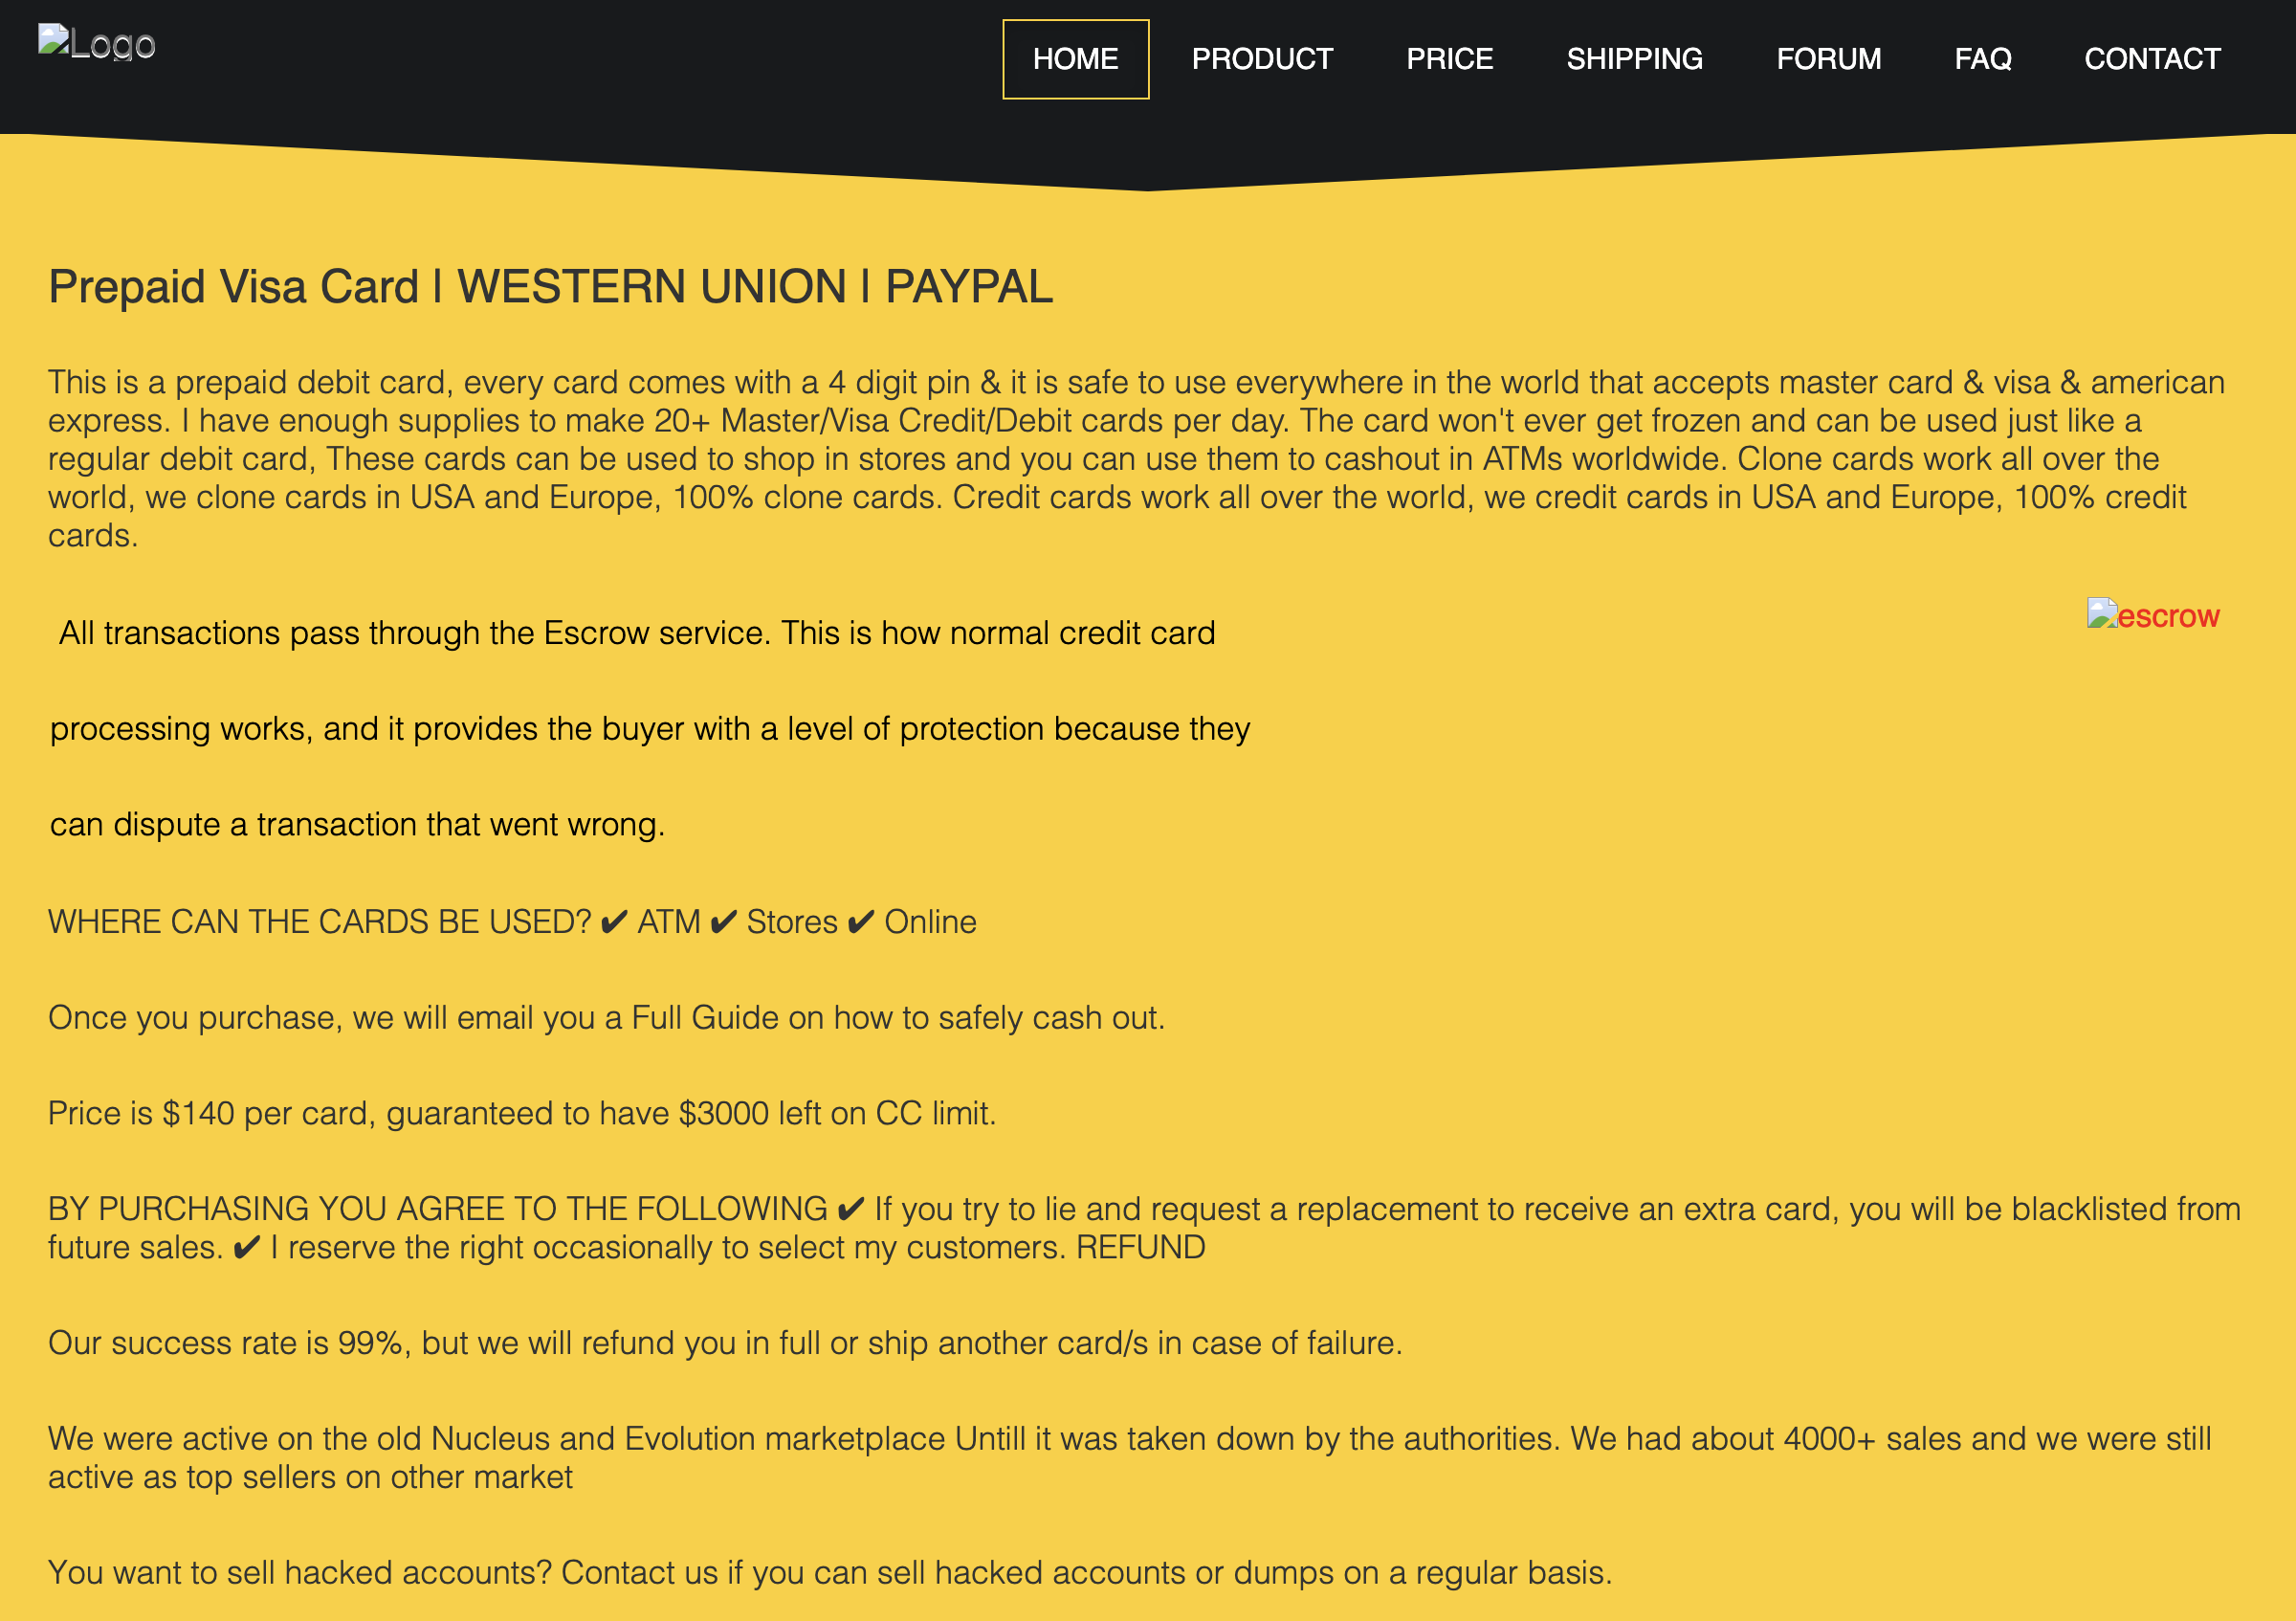 Logo
HOME
PRODUCT
PRICE
SHIPPING
FORUM
FAQ
CONTACT
Prepaid Visa Card | WESTERN UNION | PAYPAL
This is a prepaid debit card, every card comes with a 4 digit pin & it is safe to use everywhere in the world that accepts master card & visa & american
express. I have enough supplies to make 20+ Master/Visa Credit/Debit cards per day. The card won't ever get frozen and can be used just like a
regular debit card, These cards can be used to shop in stores and you can use them to cashout in ATMs worldwide. Clone cards work all over the
world, we clone cards in USA and Europe, 100% clone cards. Credit cards work all over the world, we credit cards in USA and Europe, 100% credit
cards.
escrow
All transactions pass through the Escrow service. This is how normal credit card
processing works, and it provides the buyer with a level of protection because they
can dispute a transaction that went wrong.
WHERE CAN THE CARDS BE USED? ✔ ATM ✔ Stores ✔ Online
Once you purchase, we will email you a Full Guide on how to safely cash out.
Price is $140 per card, guaranteed to have $3000 left on CC limit.
BY PURCHASING YOU AGREE TO THE FOLLOWING ✔ If you try to lie and request a replacement to receive an extra card, you will be blacklisted from
future sales. ✔ I reserve the right occasionally to select my customers. REFUND
Our success rate is 99%, but we will refund you in full or ship another card/s in case of failure.
We were active on the old Nucleus and Evolution marketplace Untill it was taken down by the authorities. We had about 4000+ sales and we were still
active as top sellers on other market
You want to sell hacked accounts? Contact us if you can sell hacked accounts or dumps on a regular basis.